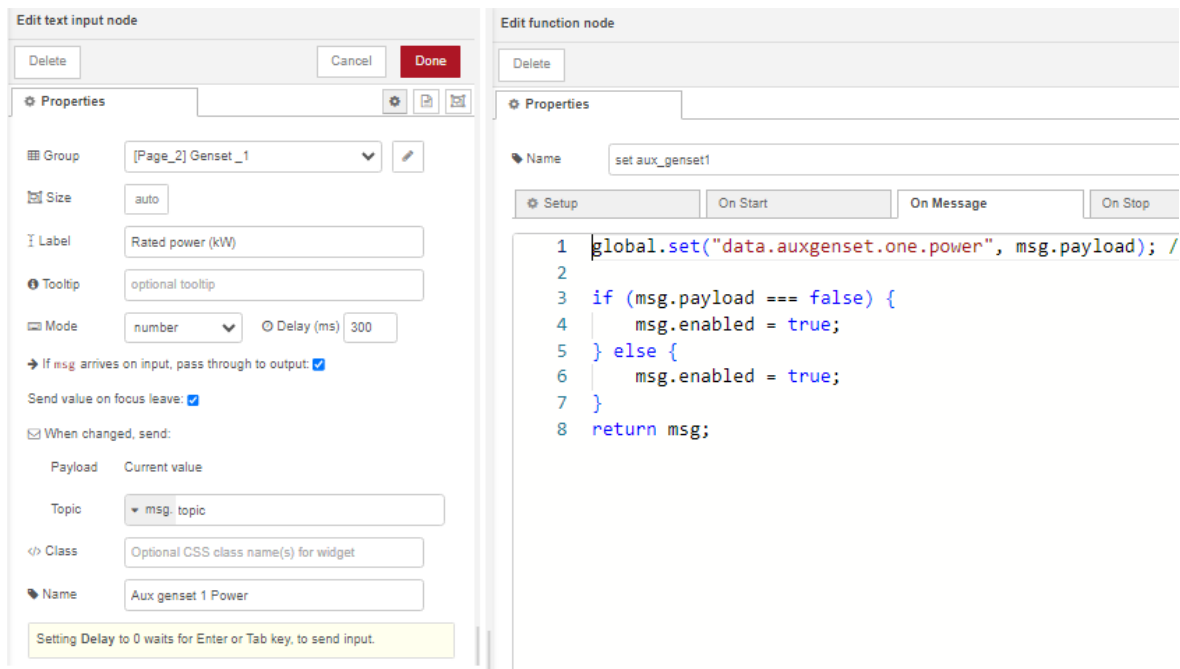 Edit text input node
Delete
Cancel
Done
Properties
Group
[Page_2] Genset _1
Size
auto
Label
Rated power (kW)
Tooltip
optional tooltip
Mode
number
Delay (ms)
300
If msg arrives on input, pass through to output:
Send value on focus leave:
When changed, send:
Payload
Current value
Topic
msg. topic
Class
Optional CSS class name(s) for widget
Name
Aux genset 1 Power
Setting Delay to 0 waits for Enter or Tab key, to send input.
Edit function node
Delete
Properties
Name
set aux_genset1
Setup
On Start
On Message
On Stop
1 global.set("data.auxgenset.one.power", msg.payload); /
2
3 if (msg.payload === false) {
4     msg.enabled = true;
5 } else {
6     msg.enabled = true;
7 }
8 return msg;